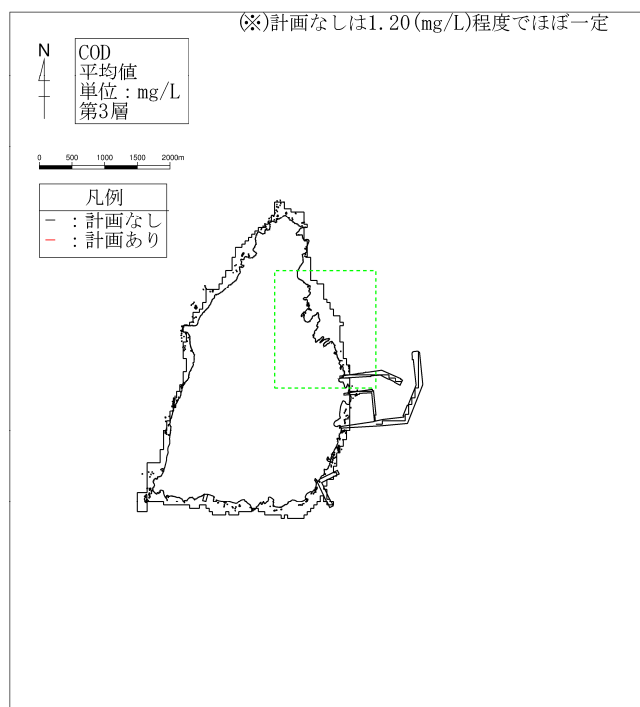 (※)計画なしは1.20(mg/L)程度でほぼ一定
N
COD
平均値
単位：mg/L
第3層
0 500 1000 1500 2000m
凡例
― ：計画なし
― ：計画あり